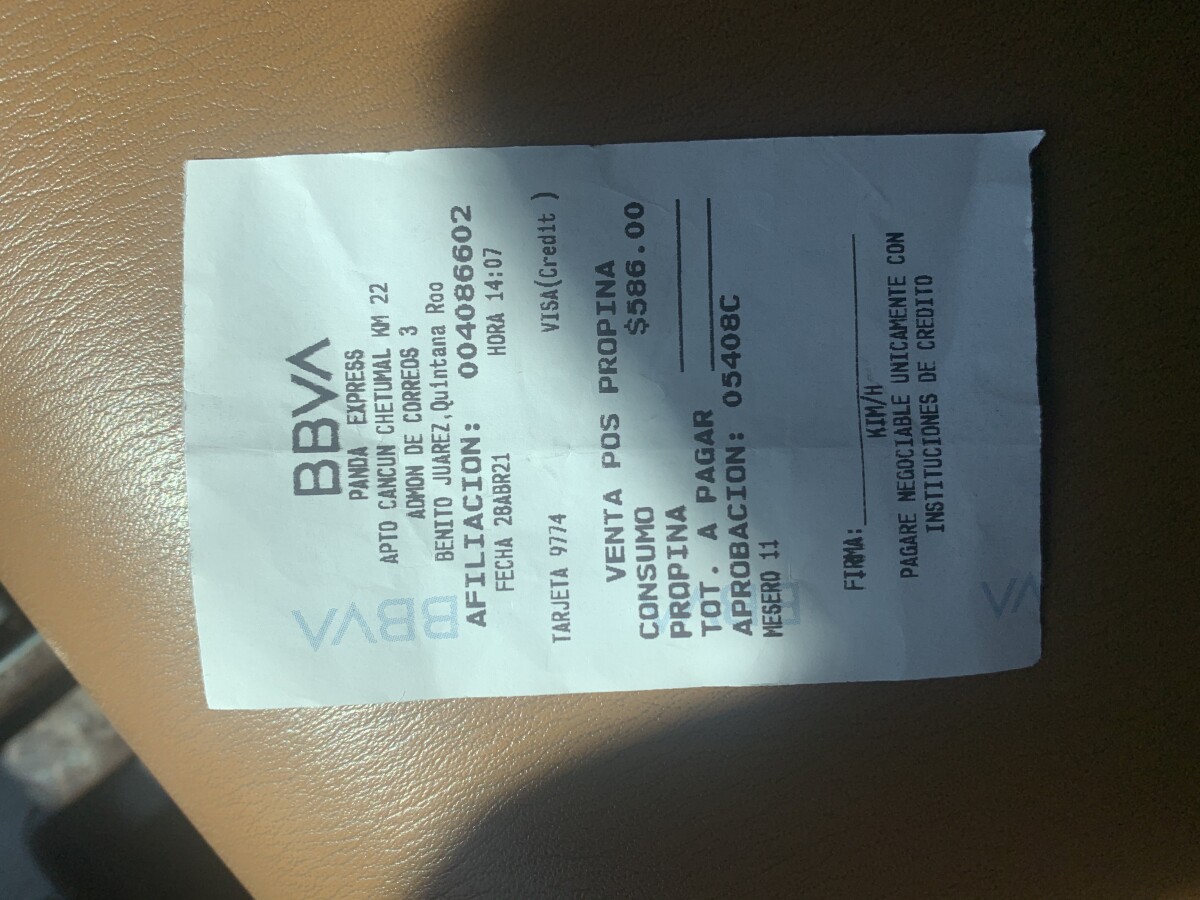 BBVA
PANDA EXPRESS
APTO CANCUN CHETUMAL KM 22
ADMON DE CORREOS 3
BENITO JUAREZ,Quintana Roo
AFILIACION: 004086602
FECHA 28ABR21 HORA 14:07
TARJETA 9774 VISA(Credit )
VENTA POS PROPINA
CONSUMO $586.00
PROPINA
TOT. A PAGAR
APROBACION: 05408C
MESERO 11
FIRMA:
KIM/H
PAGARE NEGOCIABLE UNICAMENTE CON
INSTITUCIONES DE CREDITO
BBVA